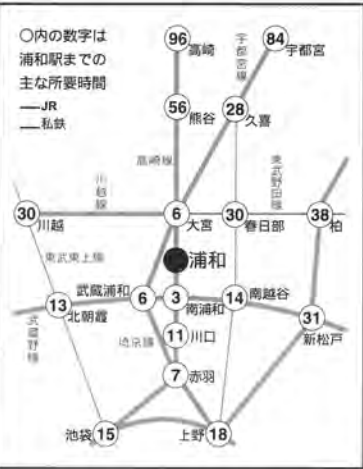 ○内の数字は
浦和駅までの
主な所要時間
JR
私鉄
96
高崎
宇都宮線
84
宇都宮
56
熊谷
28
久喜
高崎線
川越線
東武野田線
30
川越
6
大宮
30
春日部
38
柏
東武東上線
浦和
武蔵浦和
6
3
南浦和
14
南越谷
13
北朝霞
武蔵野線
31
新松戸
埼京線
11
川口
7
赤羽
池袋
15
上野
18